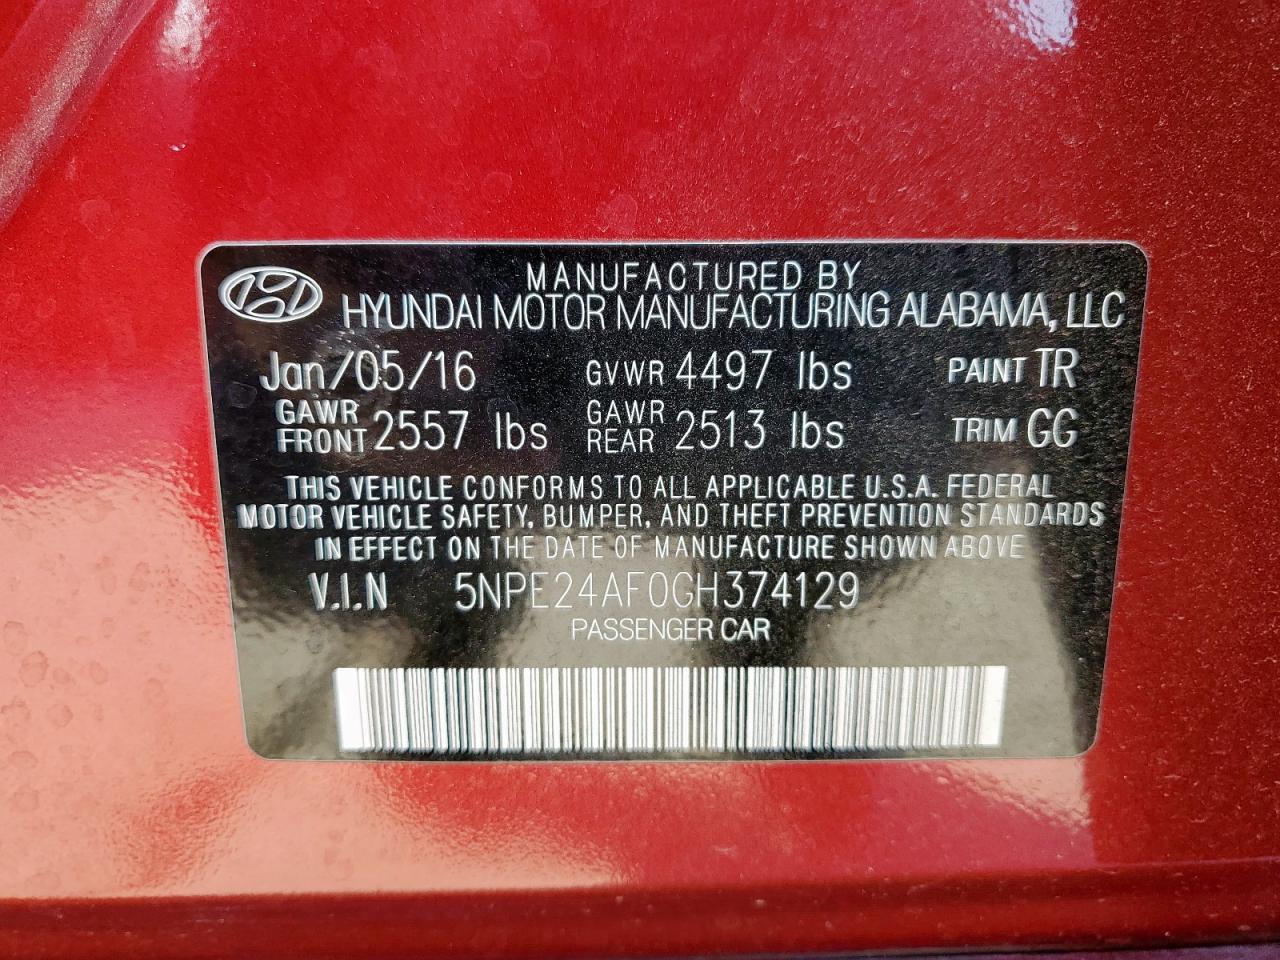 MANUFACTURED BY
HYUNDAI MOTOR MANUFACTURING ALABAMA, LLC
Jan/05/16 GVWR 4497 lbs PAINT TR
GAWR FRONT 2557 lbs GAWR REAR 2513 lbs TRIM GG
THIS VEHICLE CONFORMS TO ALL APPLICABLE U.S.A. FEDERAL
MOTOR VEHICLE SAFETY, BUMPER, AND THEFT PREVENTION STANDARDS
IN EFFECT ON THE DATE OF MANUFACTURE SHOWN ABOVE
V.I.N 5NPE24AF0GH374129
PASSENGER CAR